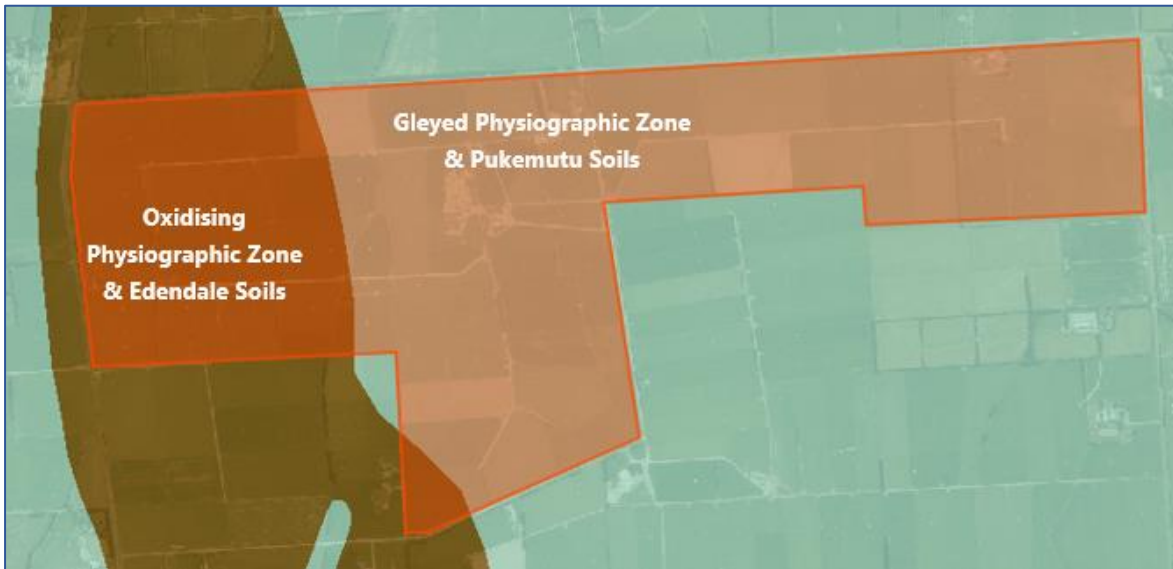 Gleyed Physiographic Zone
& Pukemutu Soils
Oxidising
Physiographic Zone
& Edendale Soils